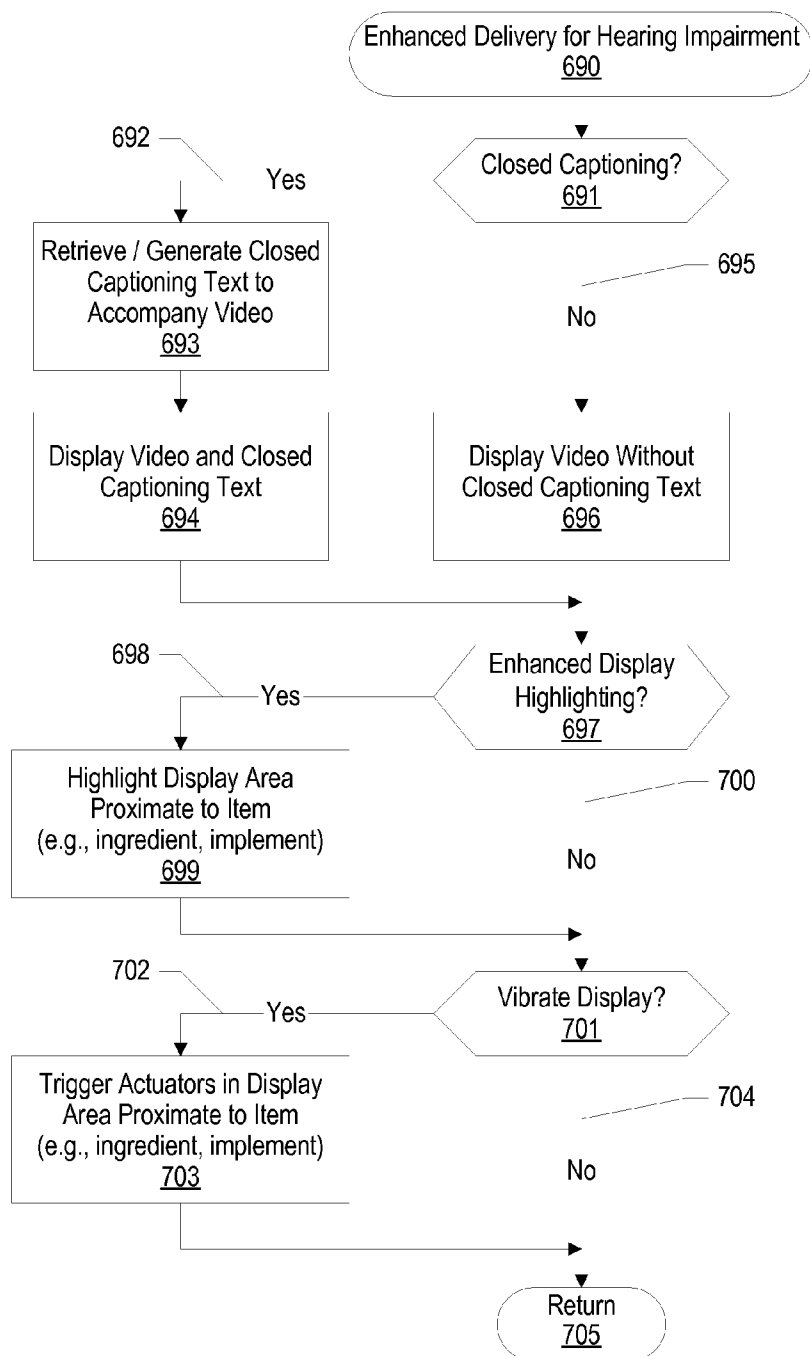 Enhanced Delivery for Hearing Impairment
690
Closed Captioning?
691
692
Yes
Retrieve / Generate Closed
Captioning Text to
Accompany Video
693
695
No
Display Video and Closed
Captioning Text
694
Display Video Without
Closed Captioning Text
696
Enhanced Display
Highlighting?
697
698
Yes
Highlight Display Area
Proximate to Item
(e.g., ingredient, implement)
699
700
No
Vibrate Display?
701
702
Yes
Trigger Actuators in Display
Area Proximate to Item
(e.g., ingredient, implement)
703
704
No
Return
705